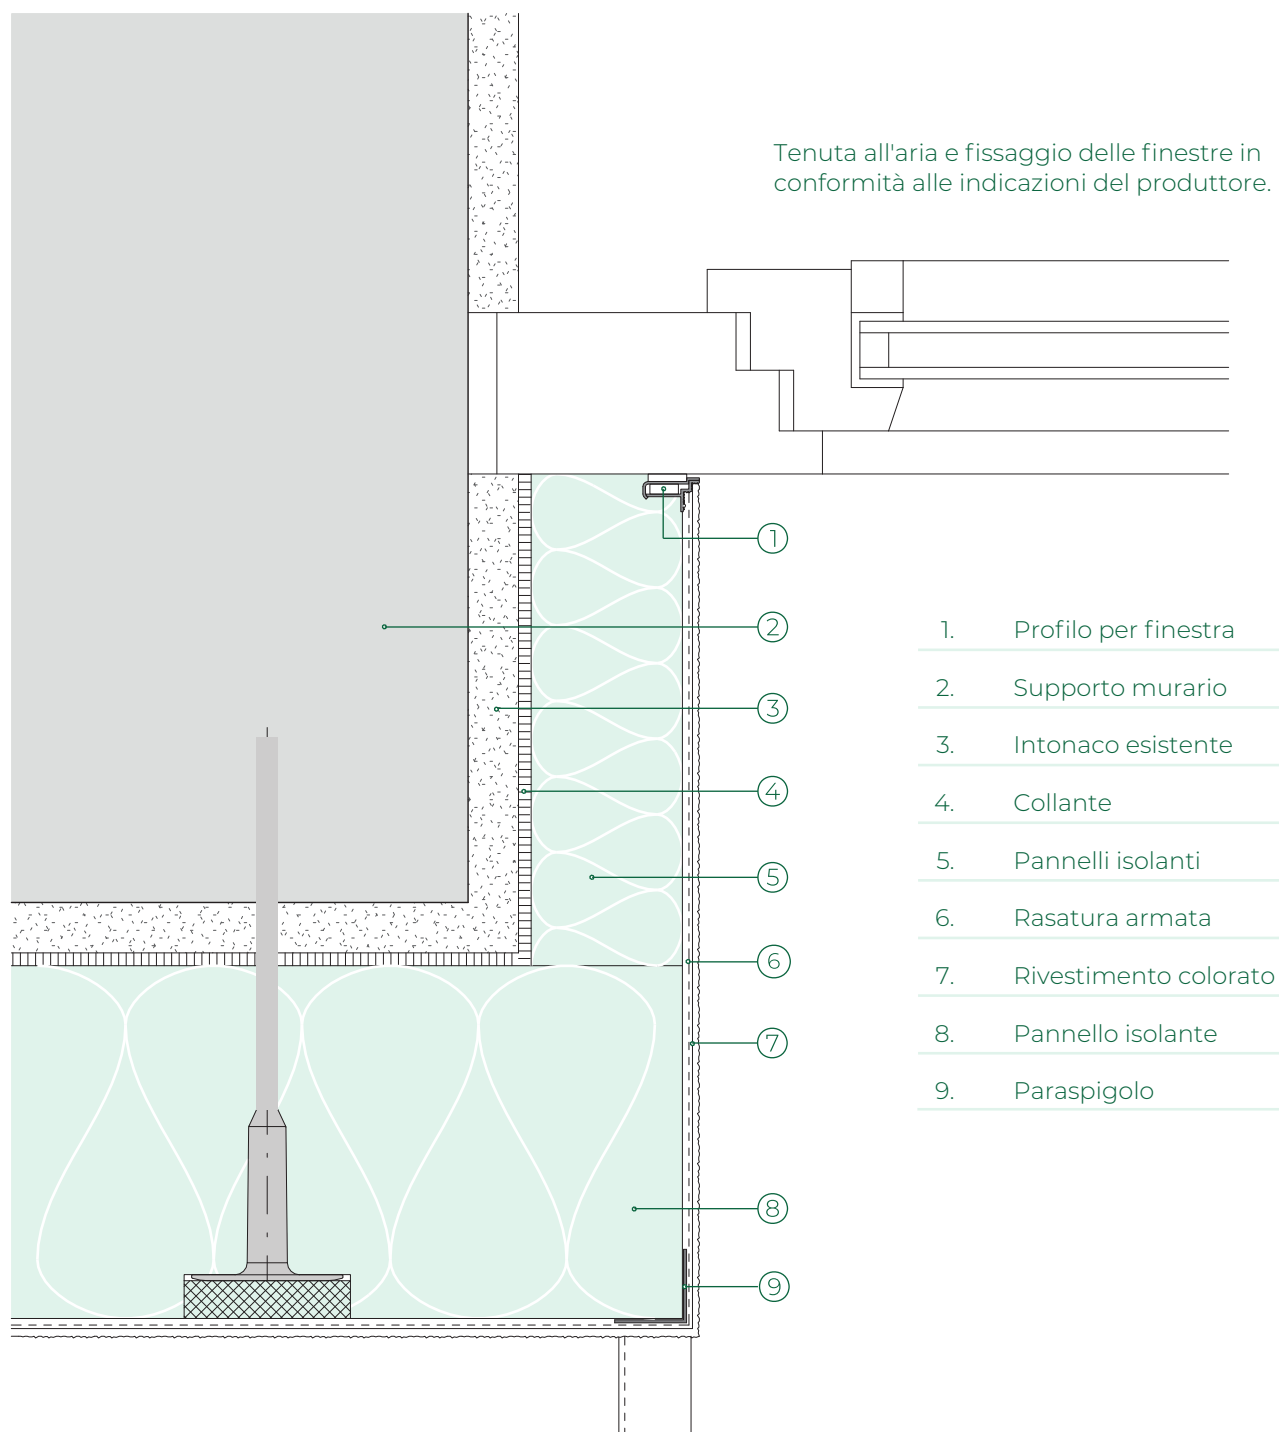 Tenuta all'aria e fissaggio delle finestre in
conformità alle indicazioni del produttore.
1
2
3
4
5
6
7
8
9
1. Profilo per finestra
2. Supporto murario
3. Intonaco esistente
4. Collante
5. Pannelli isolanti
6. Rasatura armata
7. Rivestimento colorato
8. Pannello isolante
9. Paraspigolo